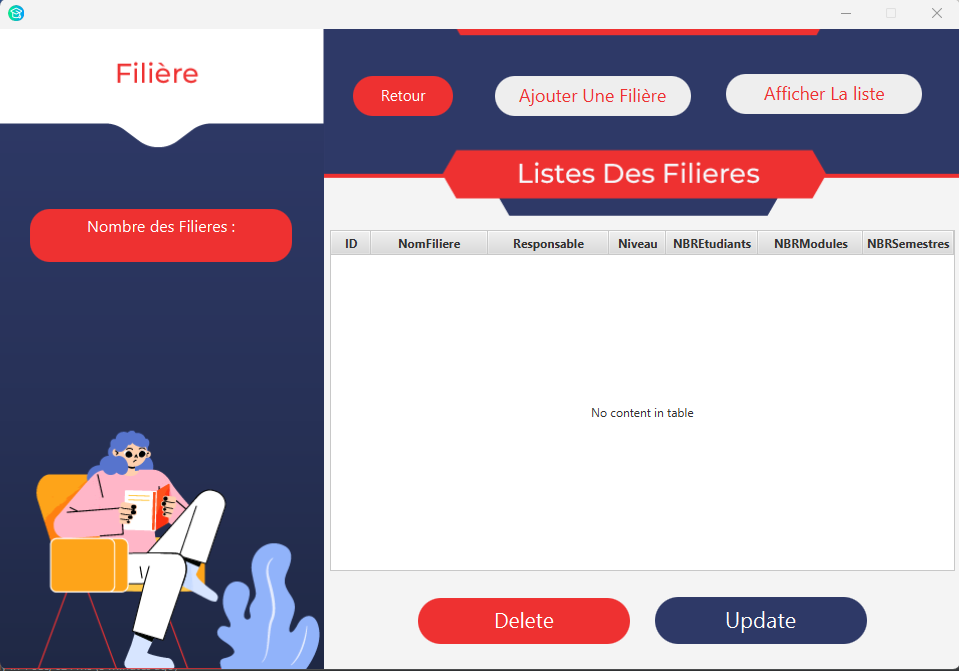 Filière
Retour
Ajouter Une Filière
Afficher La liste
Listes Des Filieres
Nombre des Filieres :
ID NomFiliere Responsable Niveau NBREtudiants NBRModules NBRSemestres
No content in table
Delete
Update